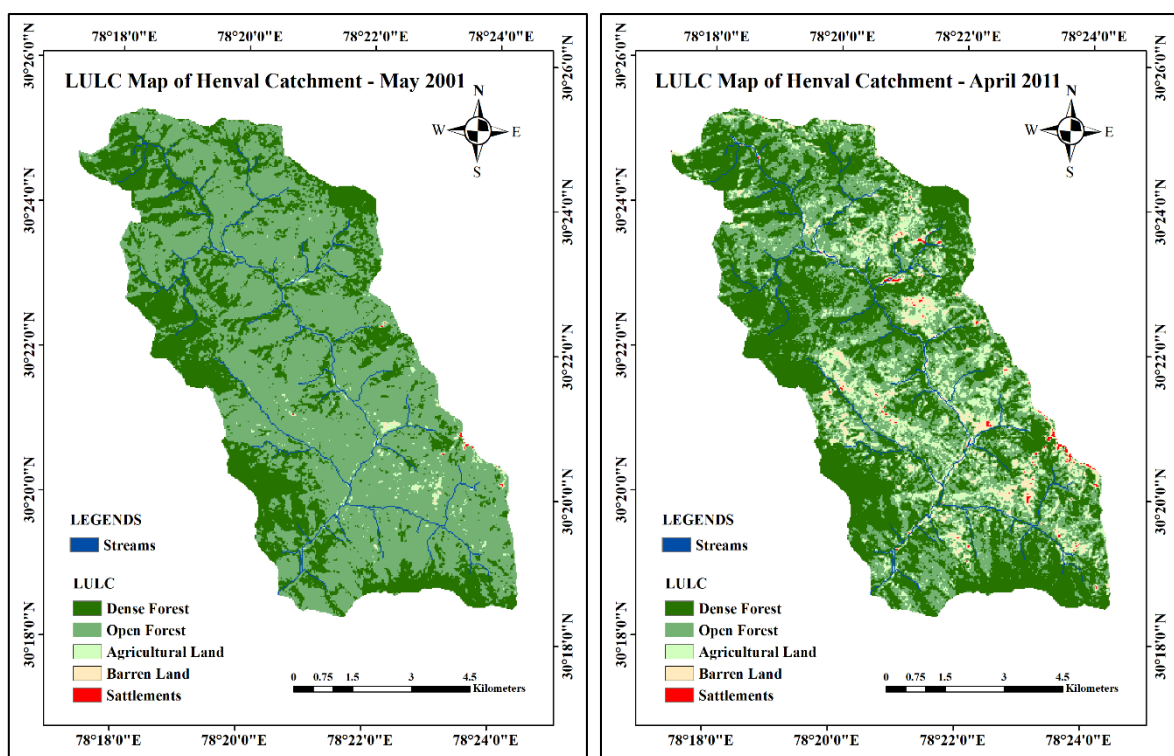 78°18'0"E 78°20'0"E 78°22'0"E 78°24'0"E
LULC Map of Henval Catchment - May 2001
N
W E
S
30°26'0"N
30°24'0"N
30°22'0"N
30°20'0"N
30°18'0"N
30°26'0"N
30°24'0"N
30°22'0"N
30°20'0"N
30°18'0"N
LEGENDS
Streams
LULC
Dense Forest
Open Forest
Agricultural Land
Barren Land
Sattlements
0 0.75 1.5 3 4.5
Kilometers
78°18'0"E 78°20'0"E 78°22'0"E 78°24'0"E
78°18'0"E 78°20'0"E 78°22'0"E 78°24'0"E
LULC Map of Henval Catchment - April 2011
N
W E
S
30°26'0"N
30°24'0"N
30°22'0"N
30°20'0"N
30°18'0"N
30°26'0"N
30°24'0"N
30°22'0"N
30°20'0"N
30°18'0"N
LEGENDS
Streams
LULC
Dense Forest
Open Forest
Agricultural Land
Barren Land
Sattlements
0 0.75 1.5 3 4.5
Kilometers
78°18'0"E 78°20'0"E 78°22'0"E 78°24'0"E